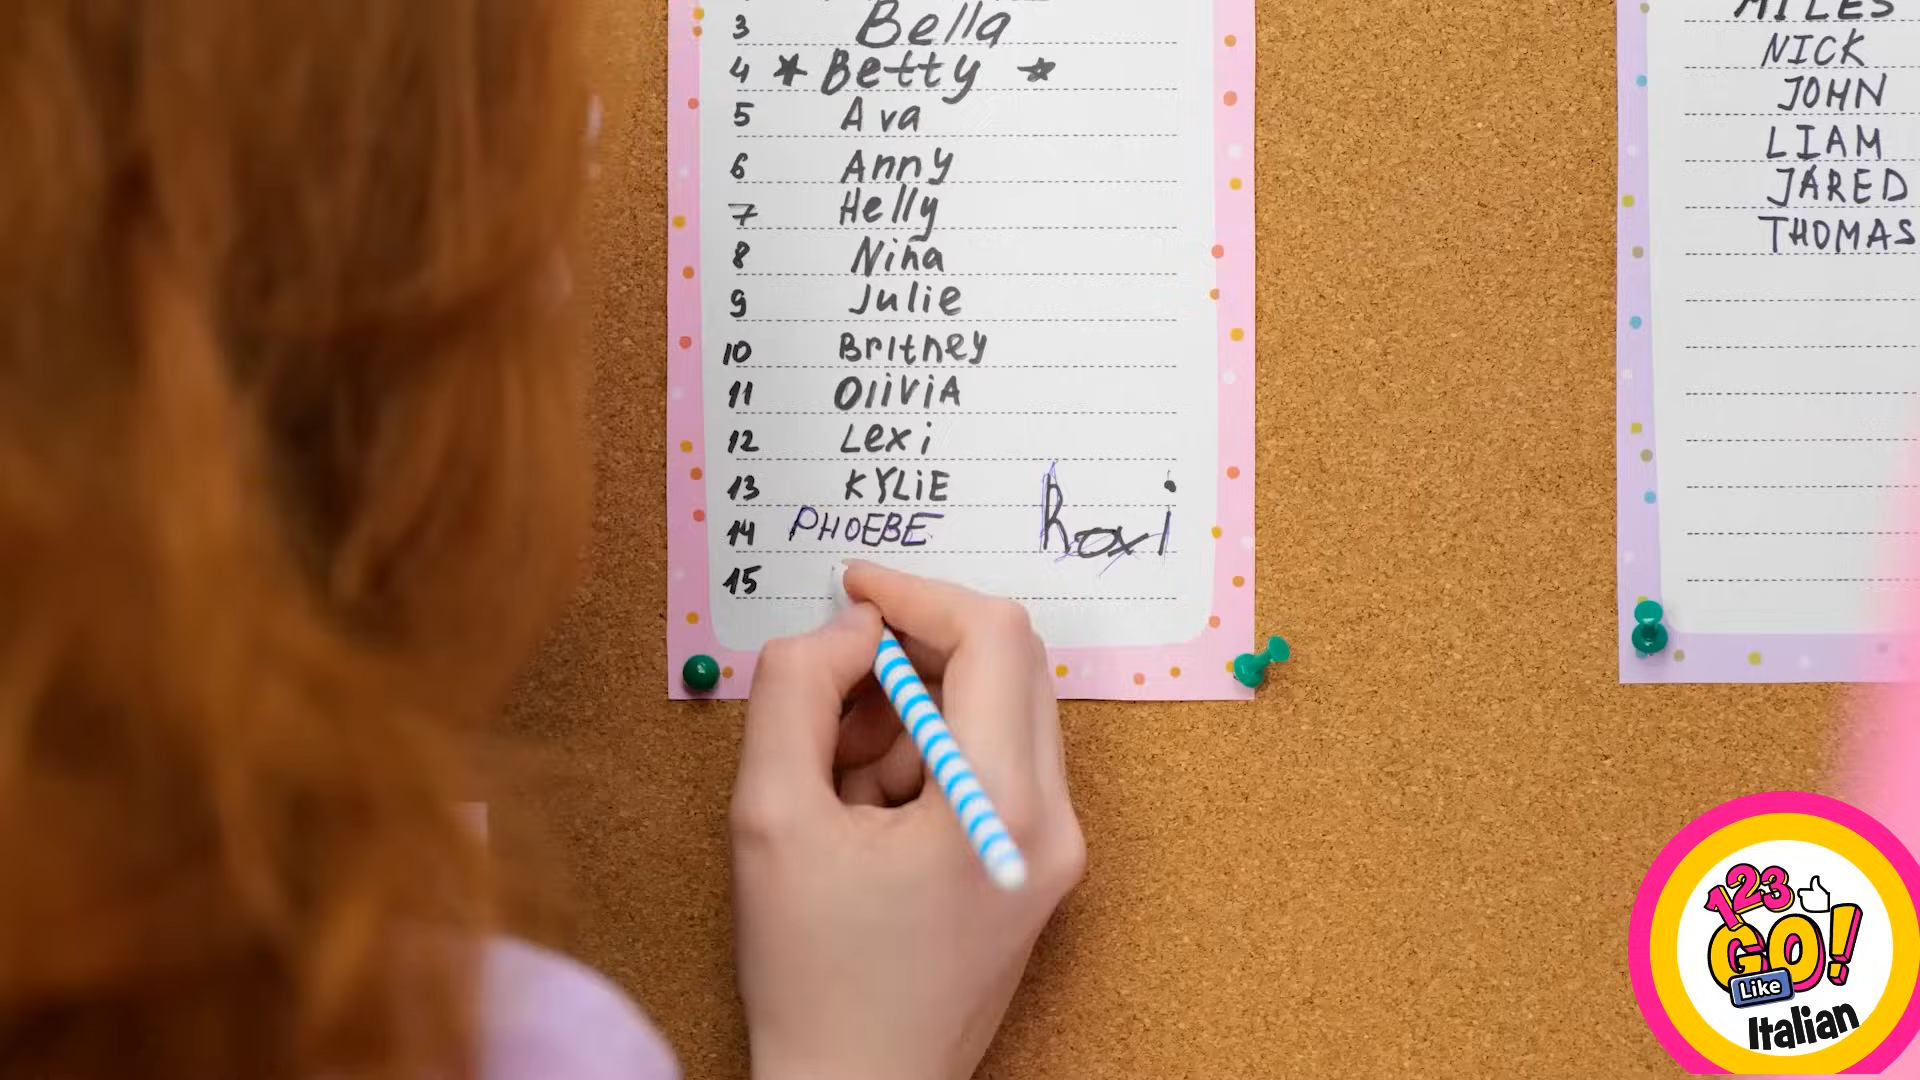 3 Bella
4 * Betty *
5 Ava
6 Anny
7 Helly
8 Nina
9 Julie
10 Britney
11 OliviA
12 Lexi
13 KYLiE
14 PHOEBE
Roxi
15
MILES
NICK
JOHN
LIAM
JARED
THOMAS
123
GO!
Like
Italian